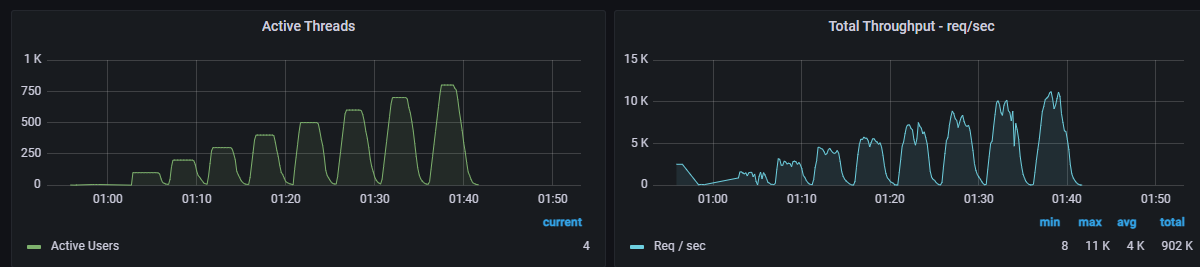 Active Threads
1 K
750
500
250
0
01:00 01:10 01:20 01:30 01:40 01:50
current
Active Users 4
Total Throughput - req/sec
15 K
10 K
5 K
0
01:00 01:10 01:20 01:30 01:40 01:50
min max avg total
Req / sec 8 11 K 4 K 902 K